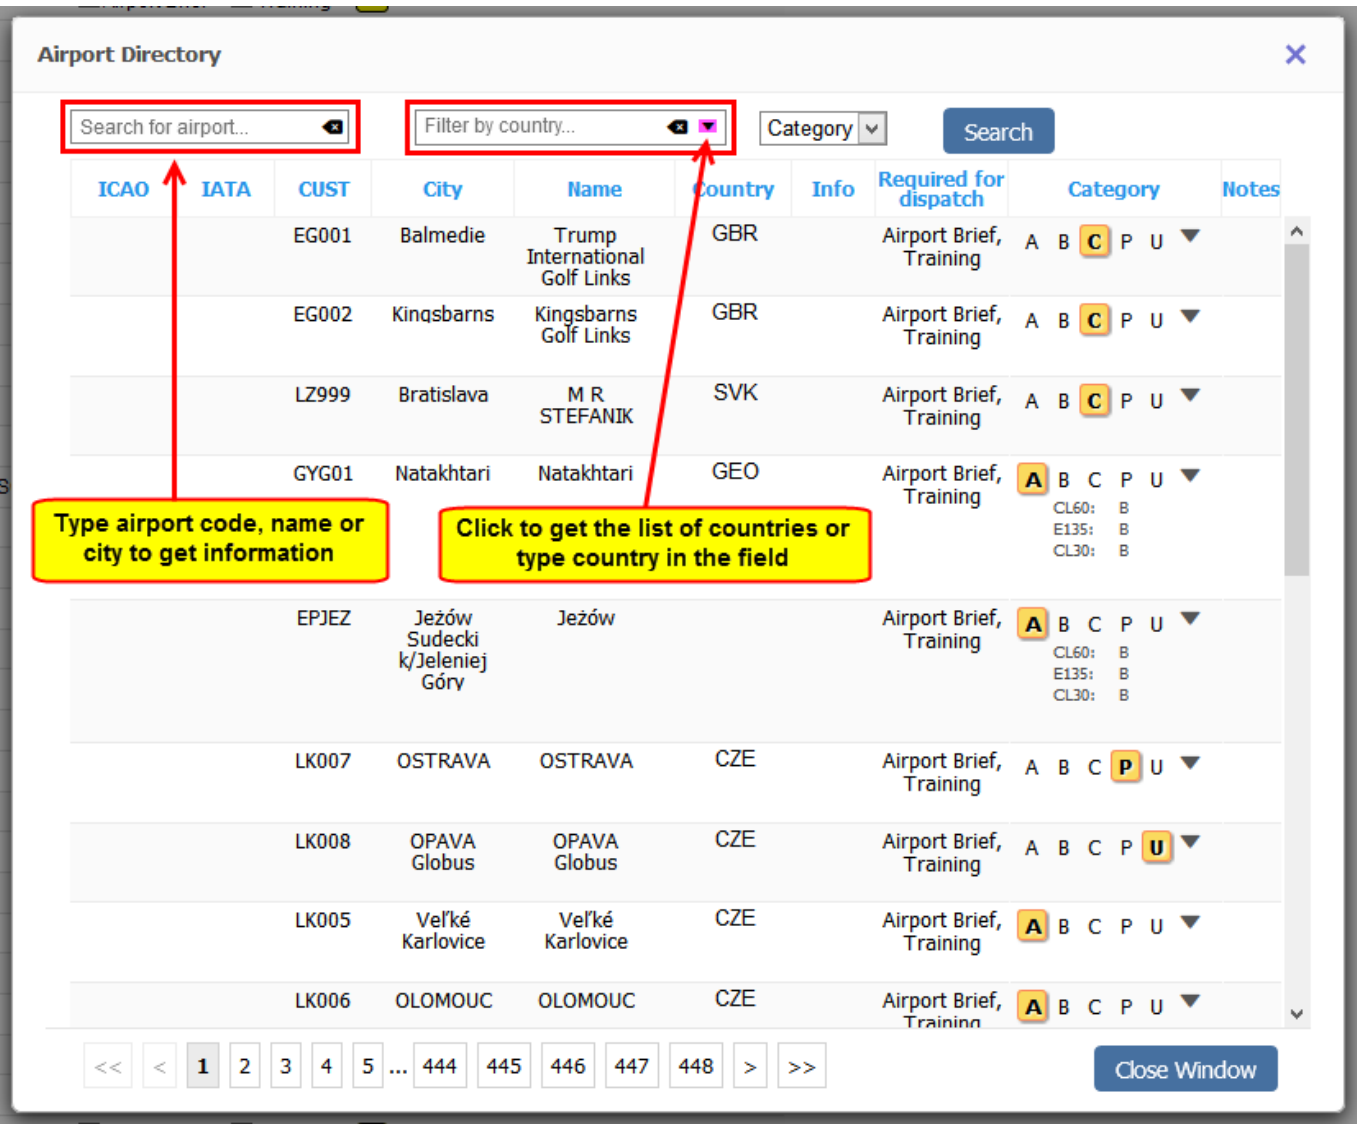 Airport Directory
Search for airport...
Filter by country...
Category
Search
ICAO IATA CUST City Name Country Info Required for dispatch Category Notes
EG001 Balmedie Trump International Golf Links GBR Airport Brief, Training A B C P U
EG002 Kingsbarns Kingsbarns Golf Links GBR Airport Brief, Training A B C P U
LZ999 Bratislava M R STEFANIK SVK Airport Brief, Training A B C P U
GYG01 Natakhtari Natakhtari GEO Airport Brief, Training A B C P U
CL60: B
E135: B
CL30: B
Type airport code, name or
city to get information
Click to get the list of countries or
type country in the field
EPJEZ Jeżów Sudecki k/Jeleniej Góry Jeżów Airport Brief, Training A B C P U
CL60: B
E135: B
CL30: B
LK007 OSTRAVA OSTRAVA CZE Airport Brief, Training A B C P U
LK008 OPAVA Globus OPAVA Globus CZE Airport Brief, Training A B C P U
LK005 Veľké Karlovice Veľké Karlovice CZE Airport Brief, Training A B C P U
LK006 OLOMOUC OLOMOUC CZE Airport Brief, Training A B C P U
<< < 1 2 3 4 5 ... 444 445 446 447 448 > >>
Close Window